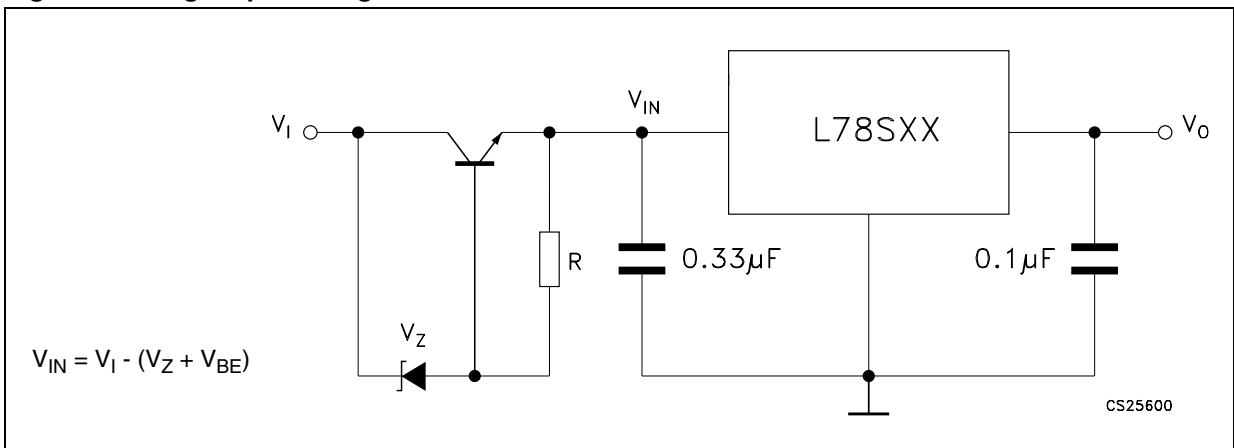 V_I
V_IN
L78SXX
V_O
R
0.33µF
0.1µF
V_Z
V_IN = V_I - (V_Z + V_BE)
CS25600